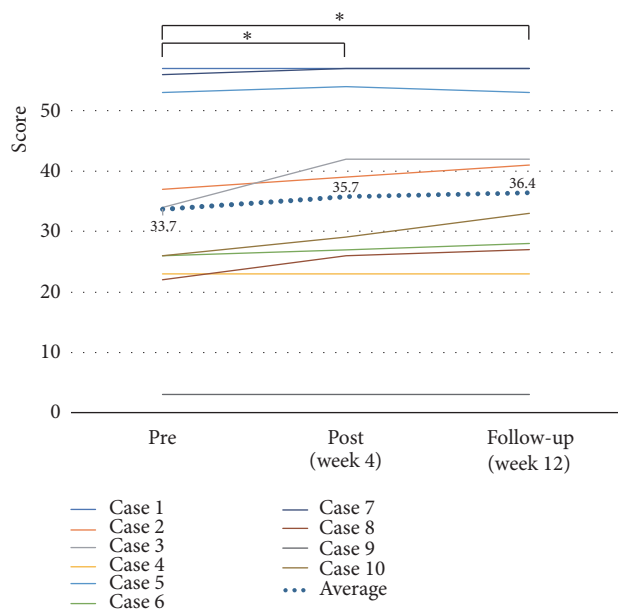 *
*
Score
50
40
30
20
10
0
33.7
35.7
36.4
Pre
Post
(week 4)
Follow-up
(week 12)
Case 1
Case 2
Case 3
Case 4
Case 5
Case 6
Case 7
Case 8
Case 9
Case 10
Average